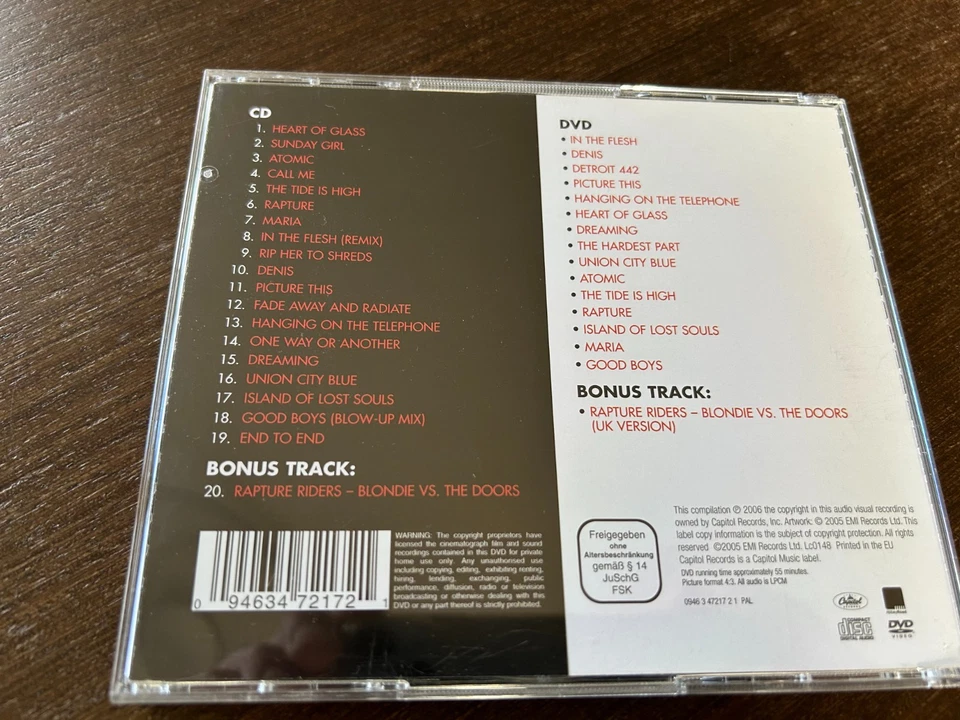 CD
1. HEART OF GLASS
2. SUNDAY GIRL
3. ATOMIC
4. CALL ME
5. THE TIDE IS HIGH
6. RAPTURE
7. MARIA
8. IN THE FLESH (REMIX)
9. RIP HER TO SHREDS
10. DENIS
11. PICTURE THIS
12. FADE AWAY AND RADIATE
13. HANGING ON THE TELEPHONE
14. ONE WAY OR ANOTHER
15. DREAMING
16. UNION CITY BLUE
17. ISLAND OF LOST SOULS
18. GOOD BOYS (BLOW-UP MIX)
19. END TO END
BONUS TRACK:
20. RAPTURE RIDERS – BLONDIE VS. THE DOORS
0 94634 72172 1
WARNING: The copyright proprietors have
licensed the cinematograph film and sound
recordings contained in this DVD for private
home use only. Any unauthorised use
including copying, editing, exhibiting, renting,
hiring, lending, exchanging, public
performance, diffusion, radio or television
broadcasting or otherwise dealing with this
DVD or any part thereof is strictly prohibited.
DVD
• IN THE FLESH
• DENIS
• DETROIT 442
• PICTURE THIS
• HANGING ON THE TELEPHONE
• HEART OF GLASS
• DREAMING
• THE HARDEST PART
• UNION CITY BLUE
• ATOMIC
• THE TIDE IS HIGH
• RAPTURE
• ISLAND OF LOST SOULS
• MARIA
• GOOD BOYS
BONUS TRACK:
• RAPTURE RIDERS – BLONDIE VS. THE DOORS
(UK VERSION)
Freigegeben
ohne
Altersbeschränkung
gemäß § 14
JuSchG
FSK
This compilation ℗ 2006 the copyright in this audio visual recording is
owned by Capitol Records, Inc. Artwork: © 2005 EMI Records Ltd. This
label copy information is the subject of copyright protection. All rights
reserved ©2005 EMI Records Ltd. Lc0148 Printed in the EU
Capitol Records is a Capitol Music label.
DVD running time approximately 55 minutes.
Picture format 4:3. All audio is LPCM
0946 3 47217 2 1 PAL
Capitol
COMPACT
disc
DIGITAL AUDIO
DVD
VIDEO